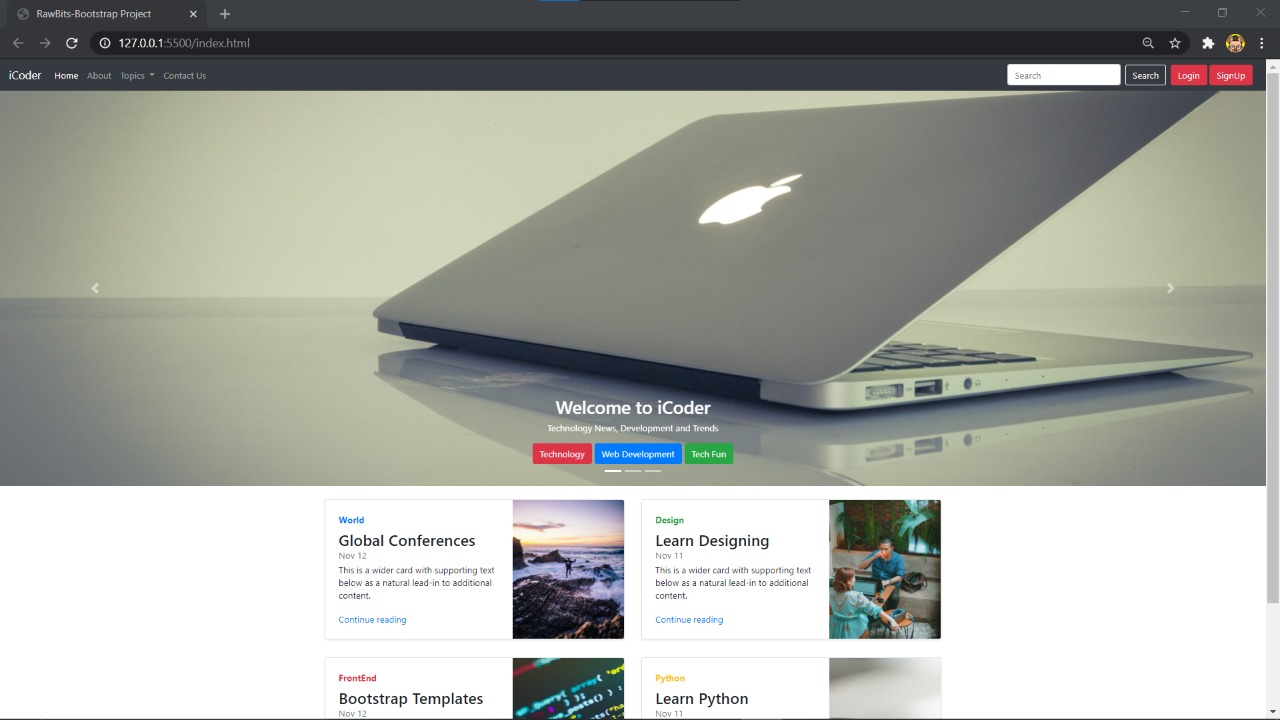 RawBits-Bootstrap Project
127.0.0.1:5500/index.html
iCoder Home About Topics Contact Us Search Search Login SignUp
Welcome to iCoder
Technology News, Development and Trends
Technology Web Development Tech Fun
World
Global Conferences
Nov 12
This is a wider card with supporting text
below as a natural lead-in to additional
content.
Continue reading
Design
Learn Designing
Nov 11
This is a wider card with supporting text
below as a natural lead-in to additional
content.
Continue reading
FrontEnd
Bootstrap Templates
Nov 12
Python
Learn Python
Nov 11